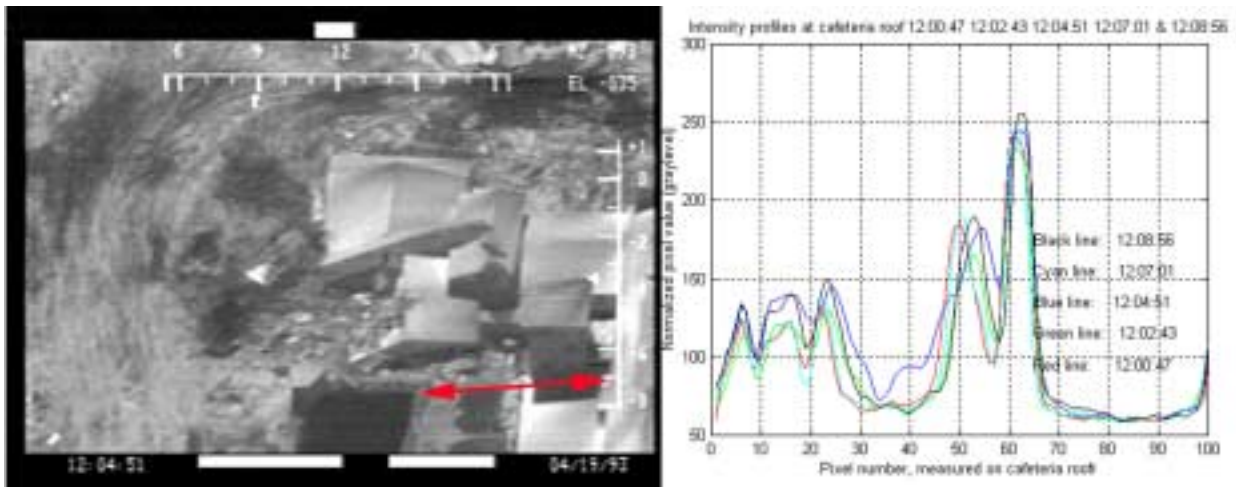 6 9 12 3 6
EL -575
12:04:51
04/19/93
Intensity profiles at cafeteria roof 12:00:47 12:02:43 12:04:51 12:07:01 & 12:08:56
Normalized pixel value (graylevel)
300
250
200
150
100
50
Black line: 12:08:56
Cyan line: 12:07:01
Blue line: 12:04:51
Green line: 12:02:43
Red line: 12:00:47
0 10 20 30 40 50 60 70 80 90 100
Pixel number, measured on cafeteria roof